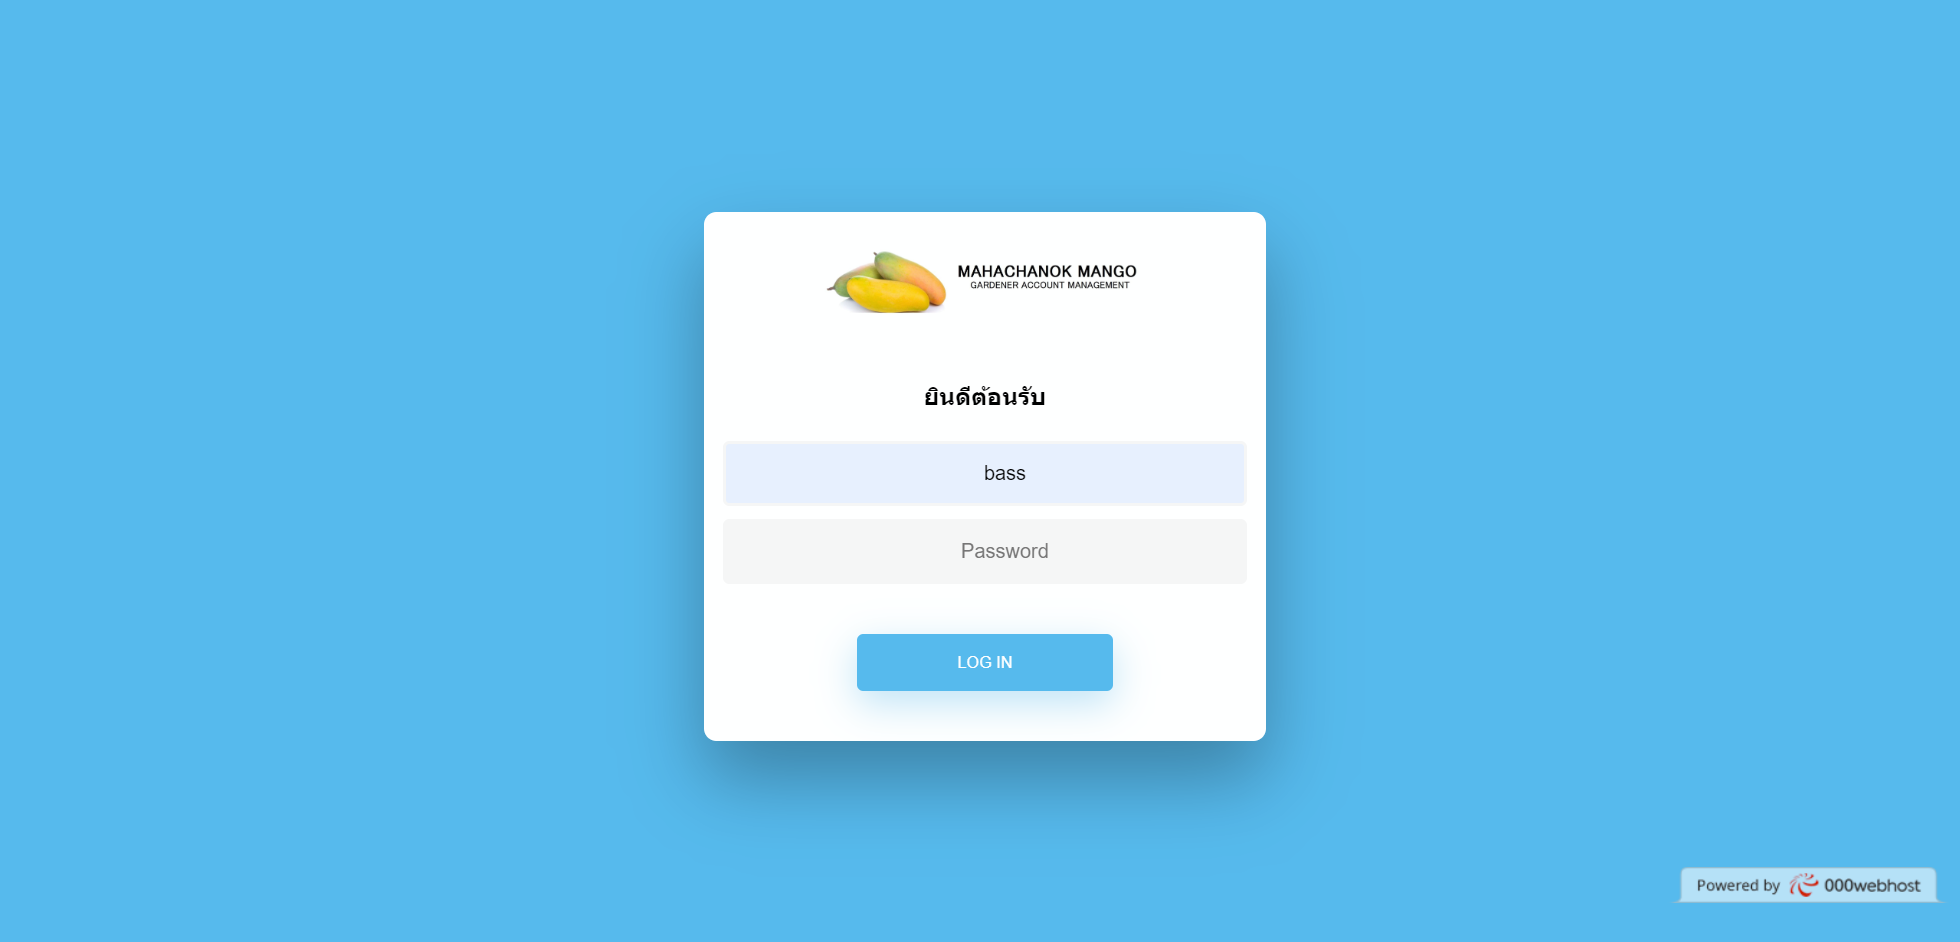 MAHACHANOK MANGO
GARDENER ACCOUNT MANAGEMENT
ยินดีต้อนรับ
bass
Password
LOG IN
Powered by 000webhost